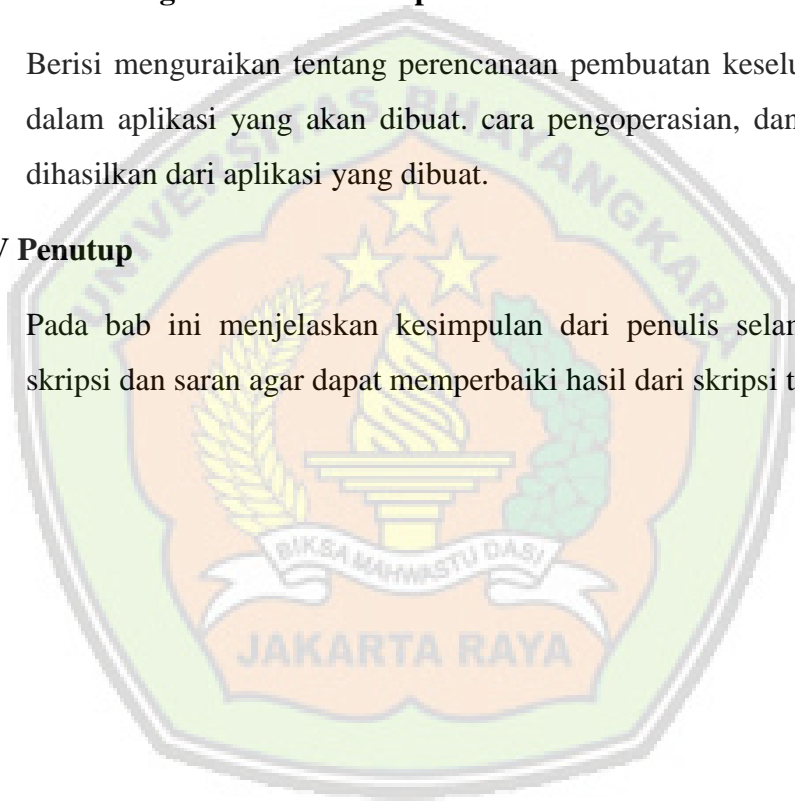 Berisi menguraikan tentang perencanaan pembuatan
dalam aplikasi yang akan dibuat. cara pengoperasian, dan
dihasilkan dari aplikasi yang dibuat.
Penutup
Pada bab ini menjelaskan kesimpulan dari penulis
skripsi dan saran agar dapat memperbaiki hasil dari skripsi
UNIVERSITAS BHAYANGKARA
BIKSA MAHWASTU DASI
JAKARTA RAYA